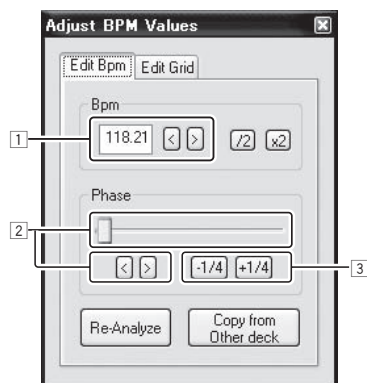 Adjust BPM Values
Edit Bpm Edit Grid
Bpm
1 118.21 < > /2 x2
Phase
2
< > -1/4 +1/4 3
Re-Analyze Copy from
Other deck